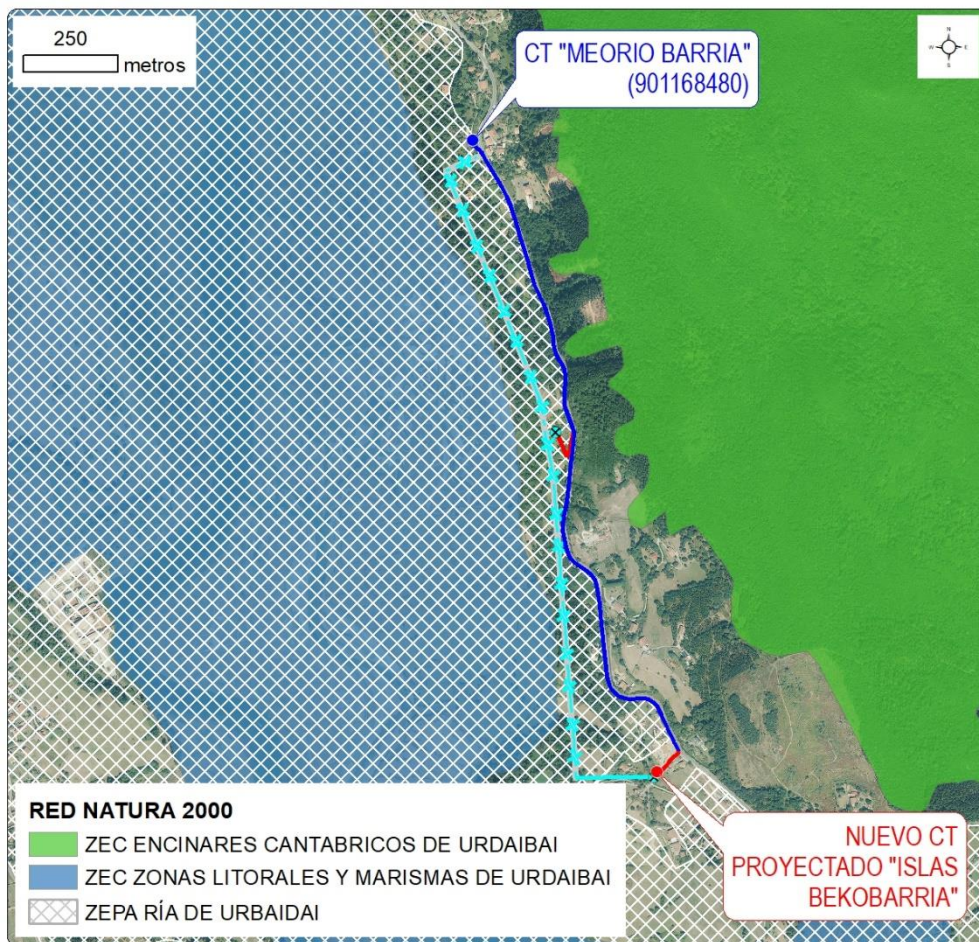 250
metros
CT "MEORIO BARRIA"
(901168480)
N
W
E
S
RED NATURA 2000
ZEC ENCINARES CANTABRICOS DE URDAIBAI
ZEC ZONAS LITORALES Y MARISMAS DE URDAIBAI
ZEPA RÍA DE URBAIDAI
NUEVO CT
PROYECTADO "ISLAS
BEKOBARRIA"